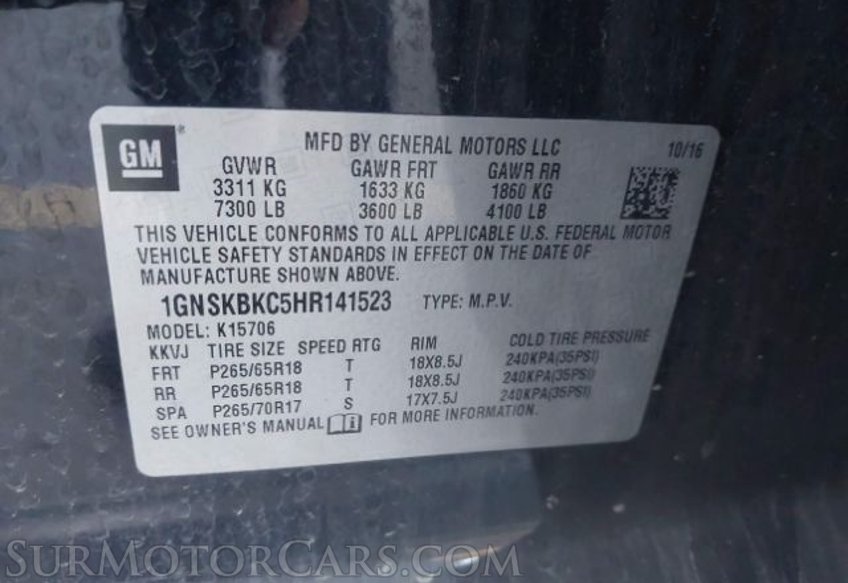 GM ®
MFD BY GENERAL MOTORS LLC 10/16
GVWR GAWR FRT GAWR RR
3311 KG 1633 KG 1860 KG
7300 LB 3600 LB 4100 LB
THIS VEHICLE CONFORMS TO ALL APPLICABLE U.S. FEDERAL MOTOR
VEHICLE SAFETY STANDARDS IN EFFECT ON THE DATE OF
MANUFACTURE SHOWN ABOVE.
1GNSKBKC5HR141523 TYPE: M.P.V.
MODEL: K15706
KKVJ TIRE SIZE SPEED RTG RIM COLD TIRE PRESSURE
FRT P265/65R18 T 18X8.5J 240KPA(35PSI)
RR P265/65R18 T 18X8.5J 240KPA(35PSI)
SPA P265/70R17 S 17X7.5J 240KPA(35PSI)
SEE OWNER'S MANUAL i FOR MORE INFORMATION.
SURMOTORCARS.COM